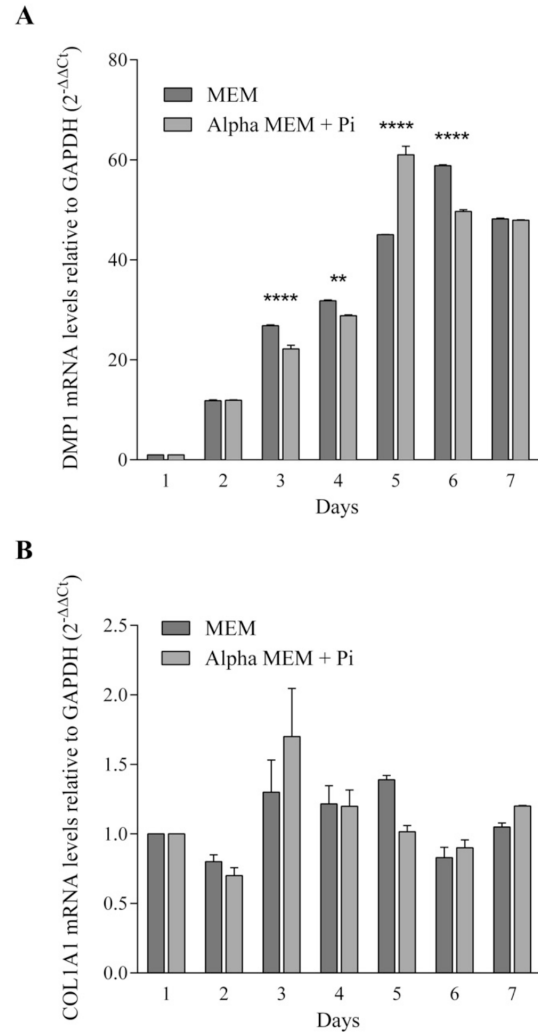 A
DMP1 mRNA levels relative to GAPDH (2^-ΔΔCt)
80
60
40
20
0
MEM
Alpha MEM + Pi
****
**
****
****
1 2 3 4 5 6 7
Days
B
COL1A1 mRNA levels relative to GAPDH (2^-ΔΔCt)
2.5
2.0
1.5
1.0
0.5
0.0
MEM
Alpha MEM + Pi
1 2 3 4 5 6 7
Days